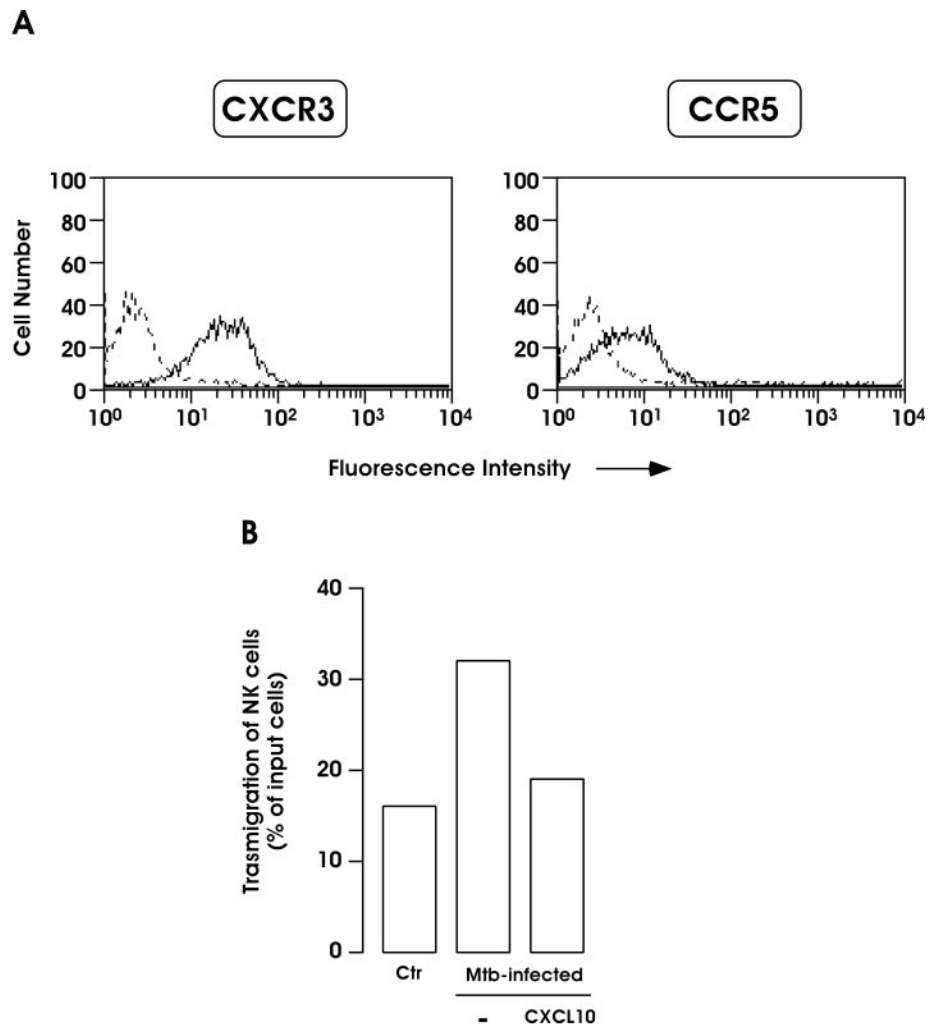 A
CXCR3
CCR5
100
80
60
40
20
0
Cell Number
10⁰ 10¹ 10² 10³ 10⁴
100
80
60
40
20
0
10⁰ 10¹ 10² 10³ 10⁴
Fluorescence Intensity
B
Trasmigration of NK cells
(% of input cells)
40
30
20
10
0
Ctr Mtb-infected
- CXCL10